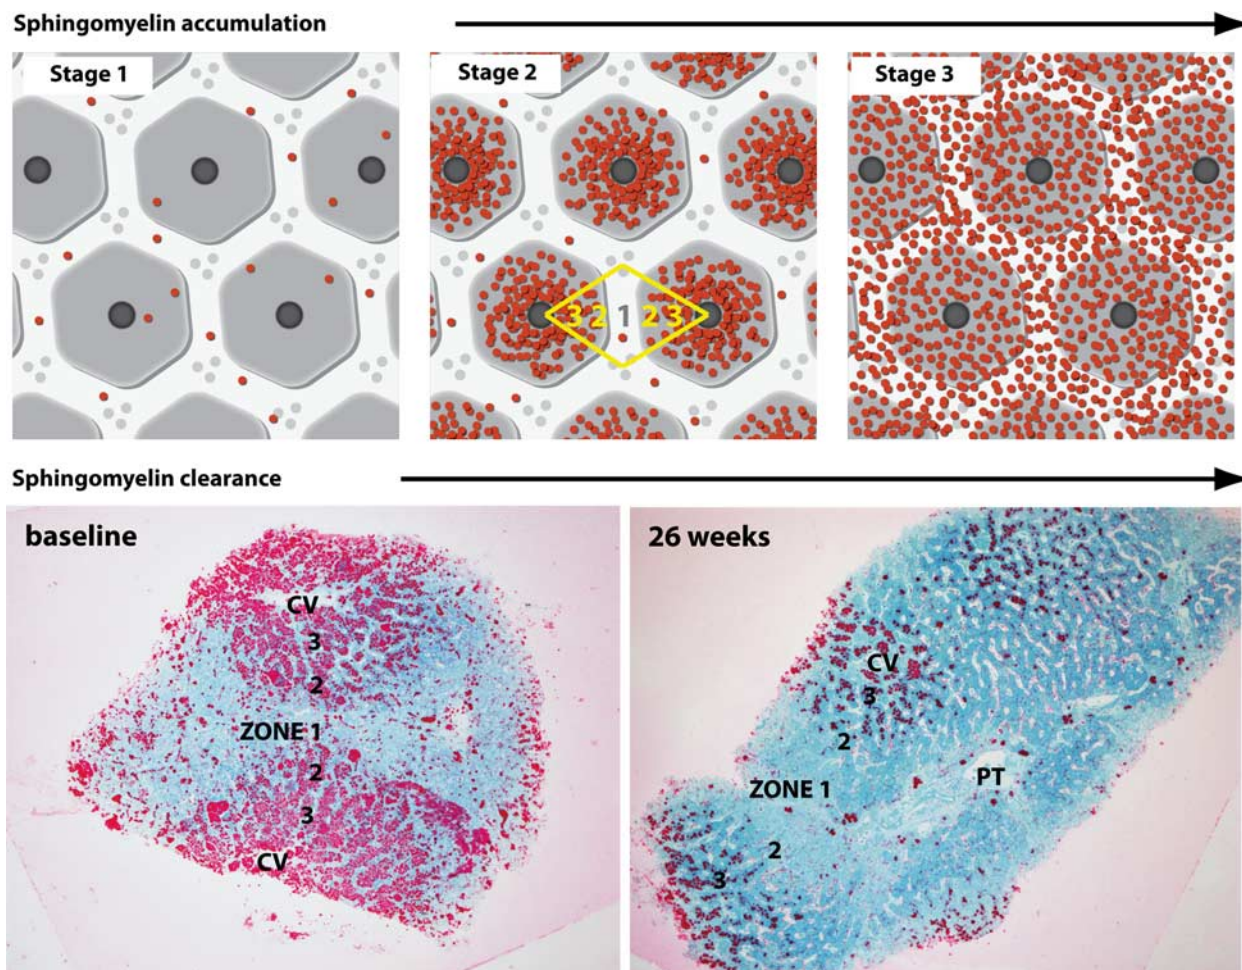 Sphingomyelin accumulation
Stage 1
Stage 2
Stage 3
3 2 1 2 3
Sphingomyelin clearance
baseline
CV
3
2
ZONE 1
2
3
CV
26 weeks
CV
3
2
ZONE 1
PT
2
3